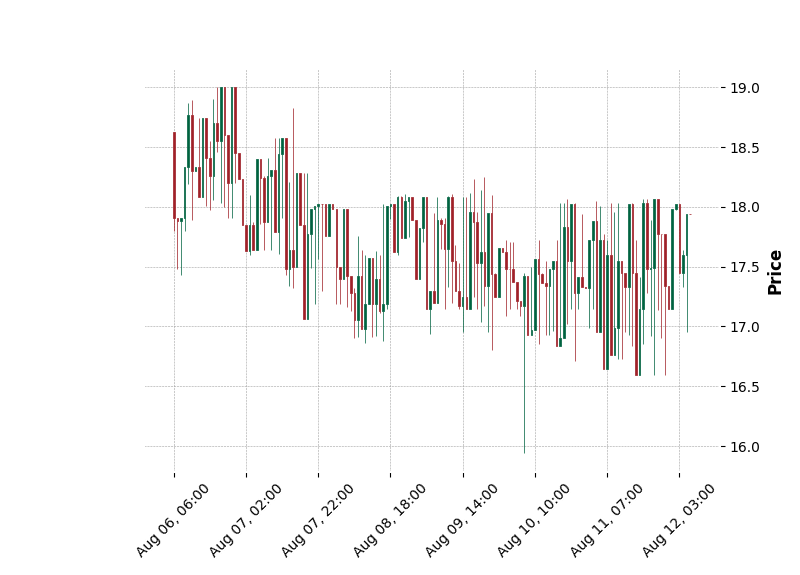 19.0
18.5
18.0
17.5
17.0
16.5
16.0
Price
Aug 06, 06:00
Aug 07, 02:00
Aug 07, 22:00
Aug 08, 18:00
Aug 09, 14:00
Aug 10, 10:00
Aug 11, 07:00
Aug 12, 03:00